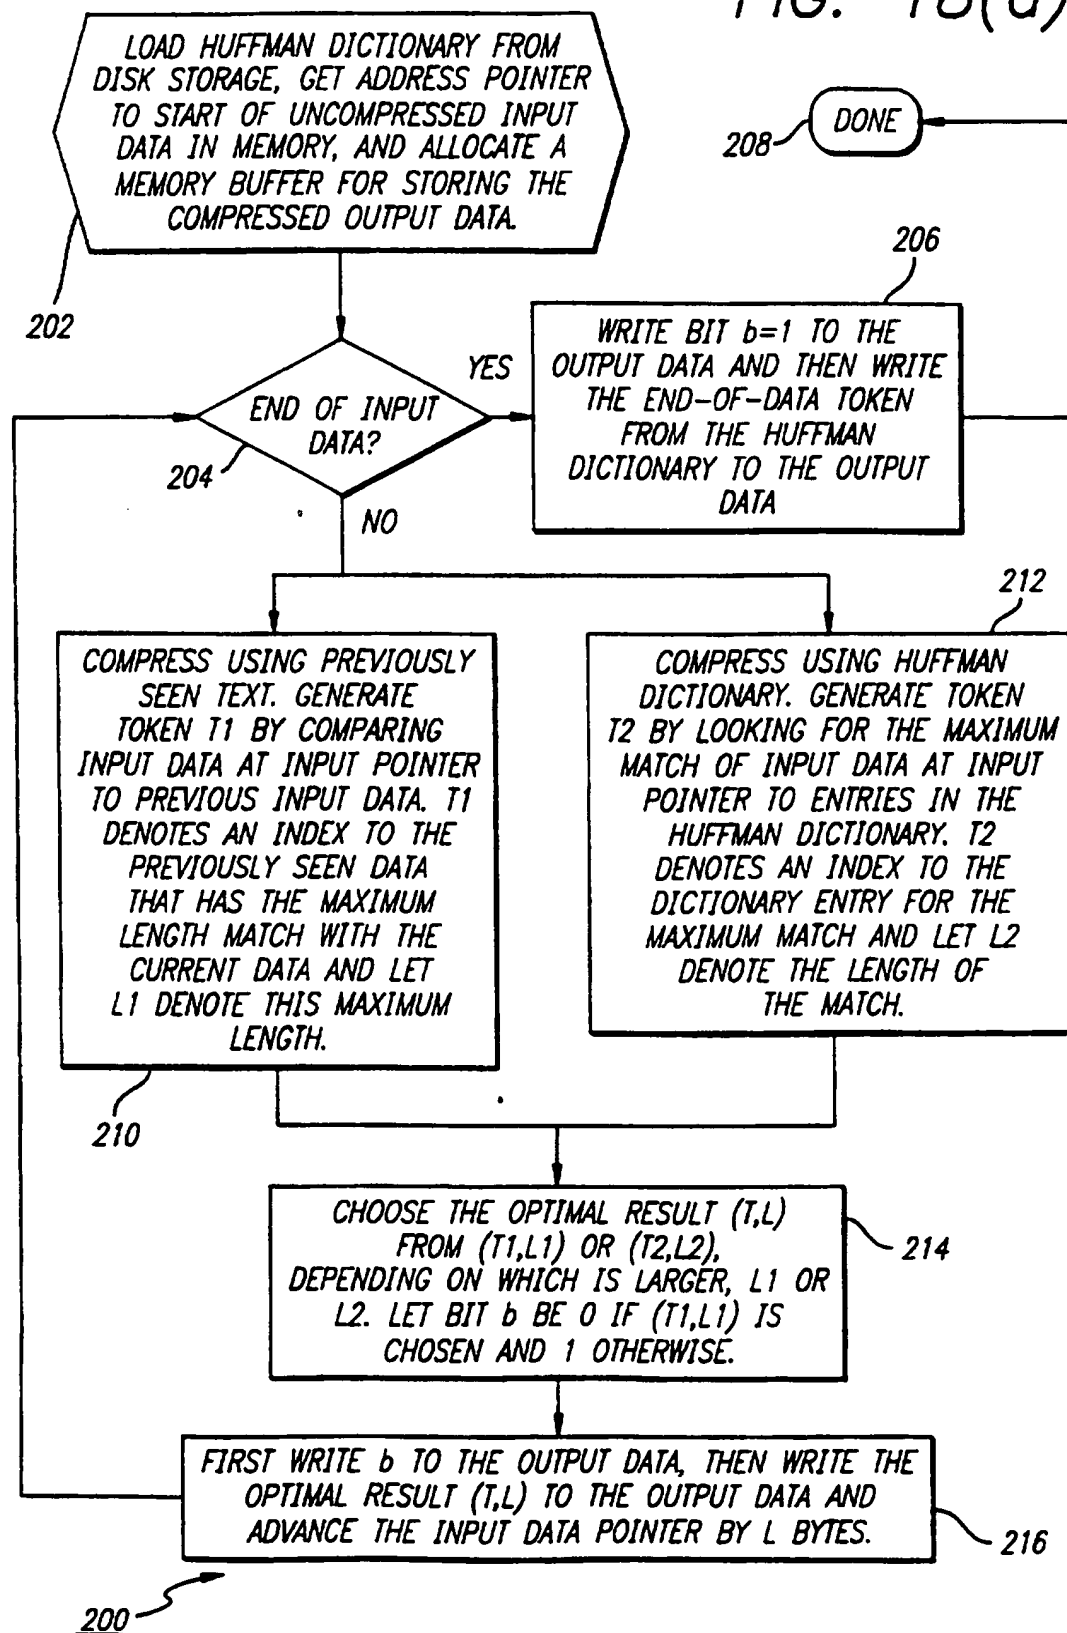 FIG. 18(a)
LOAD HUFFMAN DICTIONARY FROM
DISK STORAGE, GET ADDRESS POINTER
TO START OF UNCOMPRESSED INPUT
DATA IN MEMORY, AND ALLOCATE A
MEMORY BUFFER FOR STORING THE
COMPRESSED OUTPUT DATA.
202
DONE
208
206
END OF INPUT
DATA?
204
YES
NO
WRITE BIT b=1 TO THE
OUTPUT DATA AND THEN WRITE
THE END-OF-DATA TOKEN
FROM THE HUFFMAN
DICTIONARY TO THE OUTPUT
DATA
COMPRESS USING PREVIOUSLY
SEEN TEXT. GENERATE
TOKEN T1 BY COMPARING
INPUT DATA AT INPUT POINTER
TO PREVIOUS INPUT DATA. T1
DENOTES AN INDEX TO THE
PREVIOUSLY SEEN DATA
THAT HAS THE MAXIMUM
LENGTH MATCH WITH THE
CURRENT DATA AND LET
L1 DENOTE THIS MAXIMUM
LENGTH.
210
212
COMPRESS USING HUFFMAN
DICTIONARY. GENERATE TOKEN
T2 BY LOOKING FOR THE MAXIMUM
MATCH OF INPUT DATA AT INPUT
POINTER TO ENTRIES IN THE
HUFFMAN DICTIONARY. T2
DENOTES AN INDEX TO THE
DICTIONARY ENTRY FOR THE
MAXIMUM MATCH AND LET L2
DENOTE THE LENGTH OF
THE MATCH.
CHOOSE THE OPTIMAL RESULT (T,L)
FROM (T1,L1) OR (T2,L2),
DEPENDING ON WHICH IS LARGER, L1 OR
L2. LET BIT b BE 0 IF (T1,L1) IS
CHOSEN AND 1 OTHERWISE.
214
FIRST WRITE b TO THE OUTPUT DATA, THEN WRITE THE
OPTIMAL RESULT (T,L) TO THE OUTPUT DATA AND
ADVANCE THE INPUT DATA POINTER BY L BYTES.
216
200